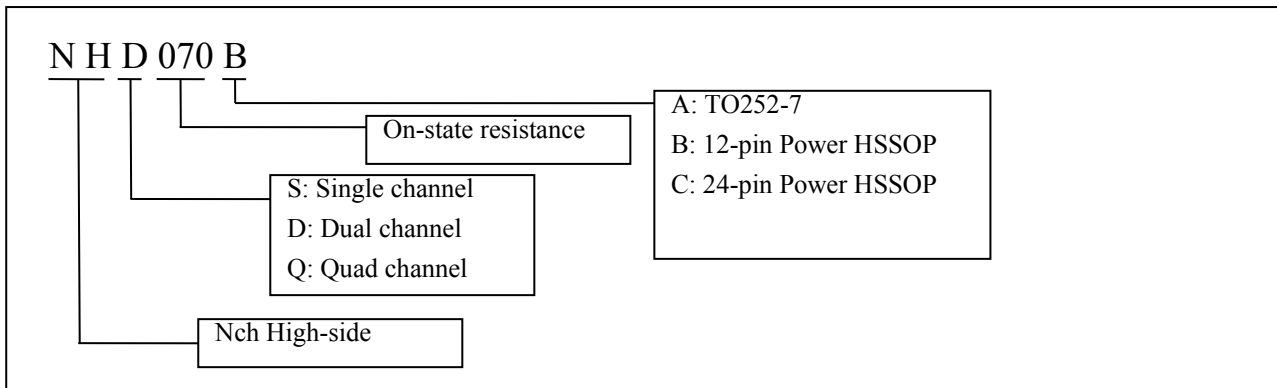 N H D 070 B
A: TO252-7
B: 12-pin Power HSSOP
C: 24-pin Power HSSOP
On-state resistance
S: Single channel
D: Dual channel
Q: Quad channel
Nch High-side